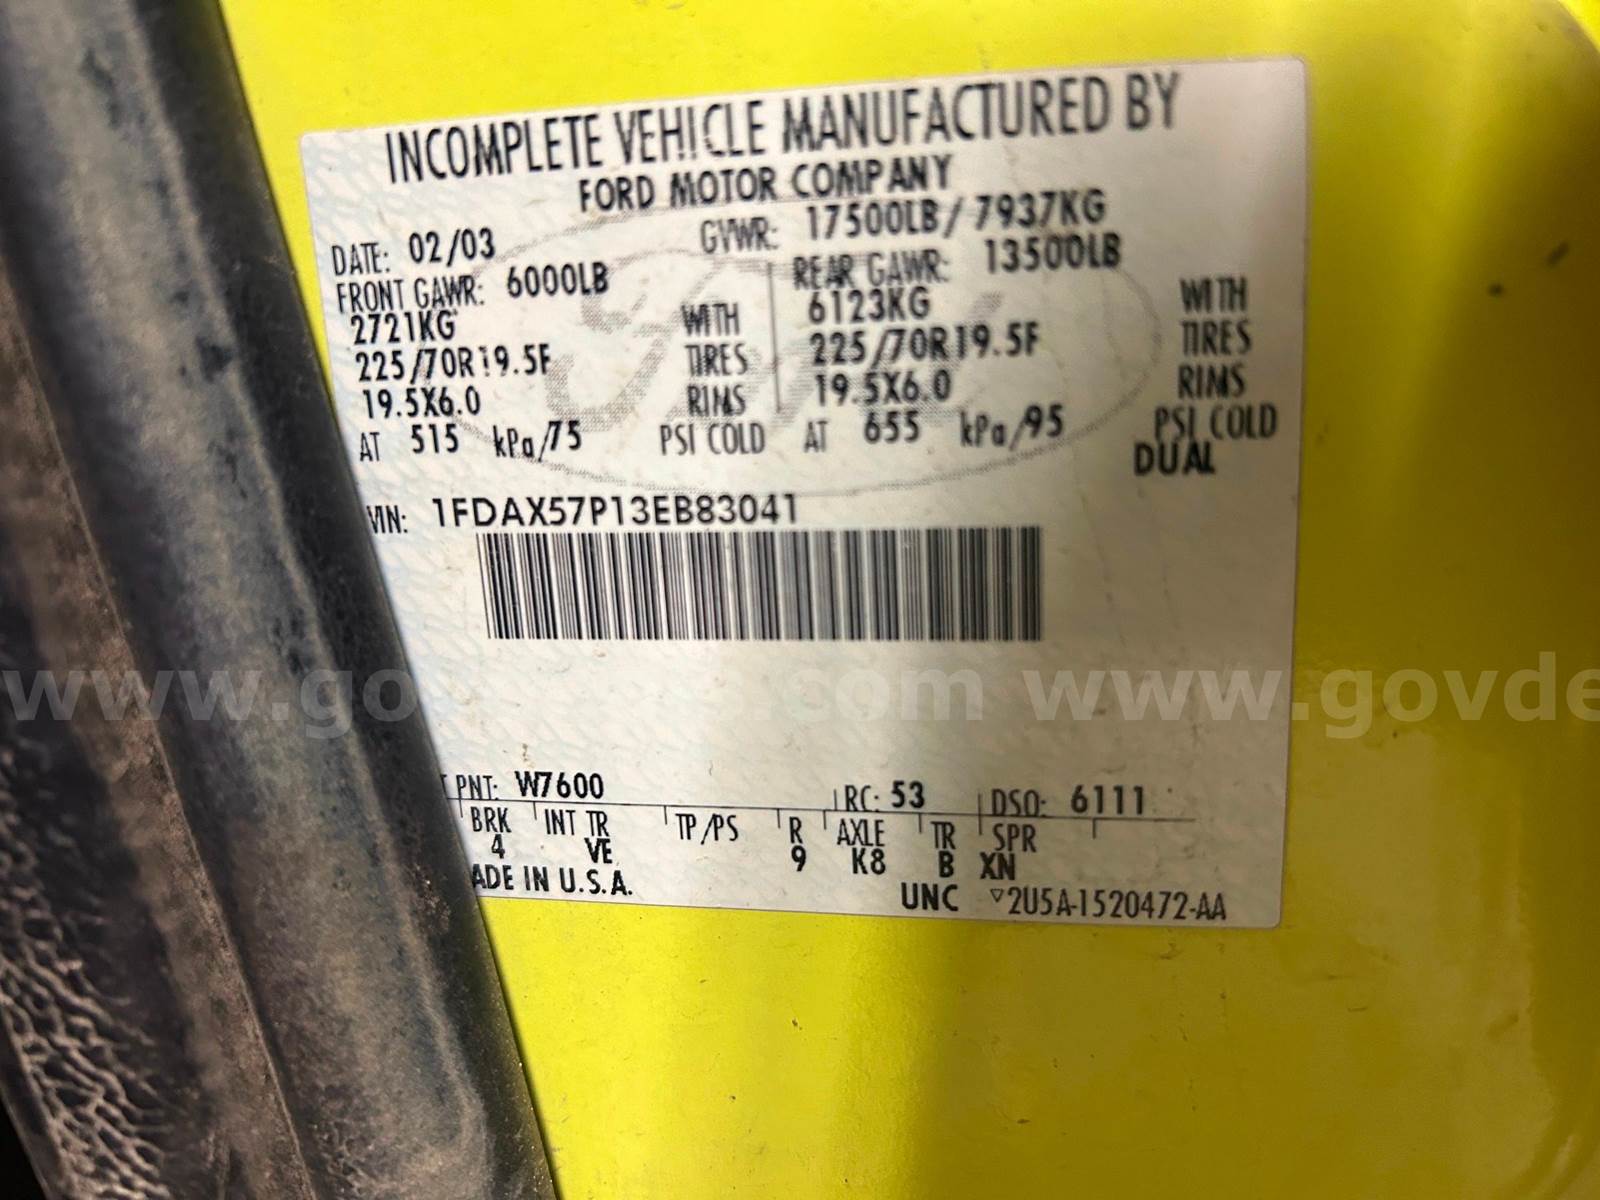 INCOMPLETE VEHICLE MANUFACTURED BY
FORD MOTOR COMPANY
DATE: 02/03 GVWR: 17500LB/ 7937KG
FRONT GAWR: 6000LB REAR GAWR: 13500LB
2721KG WITH 6123KG WITH
225/70R19.5F TIRES 225/70R19.5F TIRES
19.5X6.0 RIMS 19.5X6.0 RIMS
AT 515 kPa/75 PSI COLD AT 655 kPa/95 PSI COLD
DUAL
VIN: 1FDAX57P13EB83041
www.go com www.govde
PNT: W7600 RC: 53 DSO: 6111
BRK INT TR TP/PS R AXLE TR SPR
4 VE 9 K8 B XN
ADE IN U.S.A. UNC ▽2U5A-1520472-AA